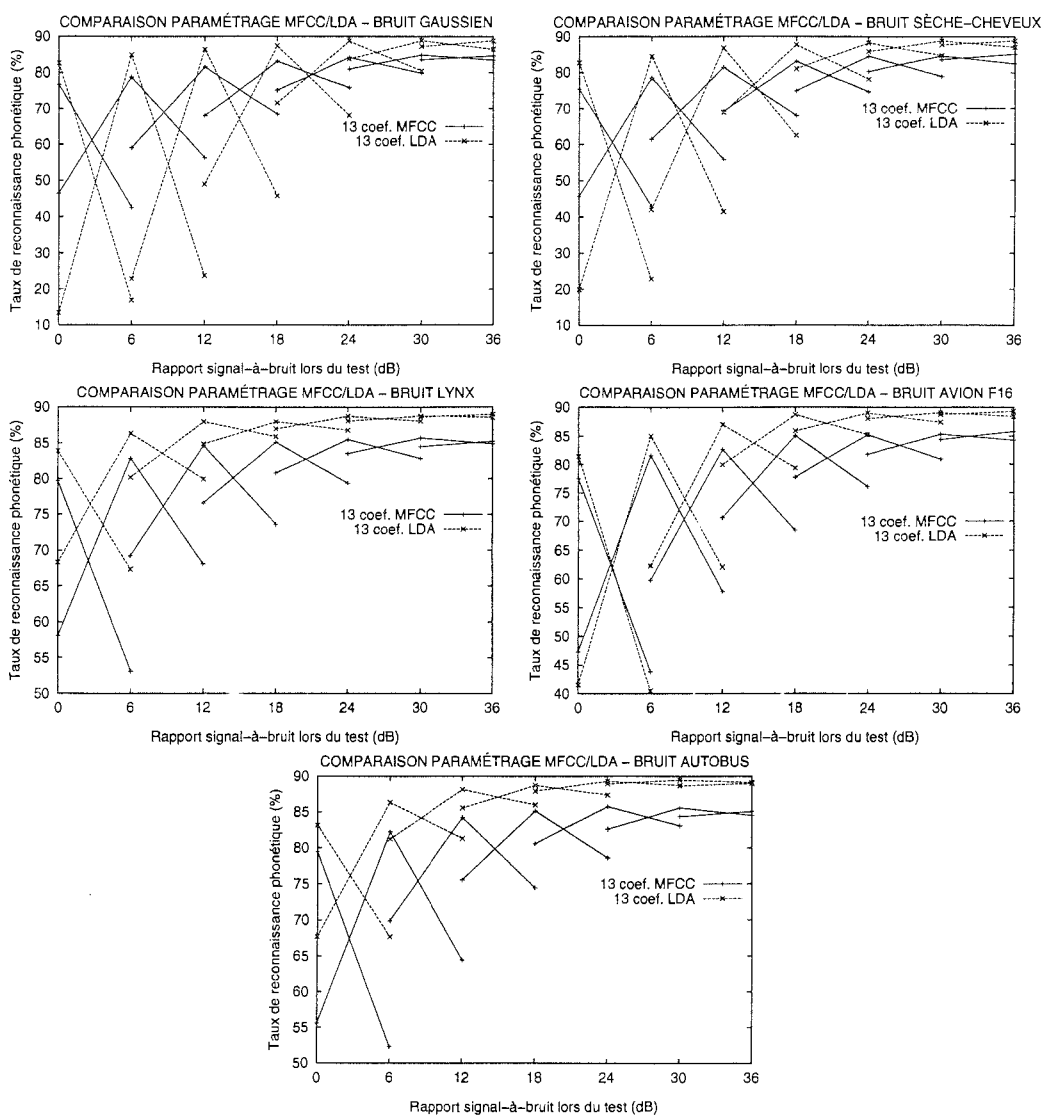 COMPARAISON PARAMÉTRAGE MFCC/LDA – BRUIT GAUSSIEN
Taux de reconnaissance phonétique (%)
90
80
70
60
50
40
30
20
10
13 coef. MFCC
13 coef. LDA
0 6 12 18 24 30 36
Rapport signal–à–bruit lors du test (dB)
COMPARAISON PARAMÉTRAGE MFCC/LDA – BRUIT SÈCHE–CHEVEUX
Taux de reconnaissance phonétique (%)
90
80
70
60
50
40
30
20
10
13 coef. MFCC
13 coef. LDA
0 6 12 18 24 30 36
Rapport signal–à–bruit lors du test (dB)
COMPARAISON PARAMÉTRAGE MFCC/LDA – BRUIT LYNX
Taux de reconnaissance phonétique (%)
90
85
80
75
70
65
60
55
50
13 coef. MFCC
13 coef. LDA
0 6 12 18 24 30 36
Rapport signal–à–bruit lors du test (dB)
COMPARAISON PARAMÉTRAGE MFCC/LDA – BRUIT AVION F16
Taux de reconnaissance phonétique (%)
90
85
80
75
70
65
60
55
50
45
40
13 coef. MFCC
13 coef. LDA
0 6 12 18 24 30 36
Rapport signal–à–bruit lors du test (dB)
COMPARAISON PARAMÉTRAGE MFCC/LDA – BRUIT AUTOBUS
Taux de reconnaissance phonétique (%)
90
85
80
75
70
65
60
55
50
13 coef. MFCC
13 coef. LDA
0 6 12 18 24 30 36
Rapport signal–à–bruit lors du test (dB)